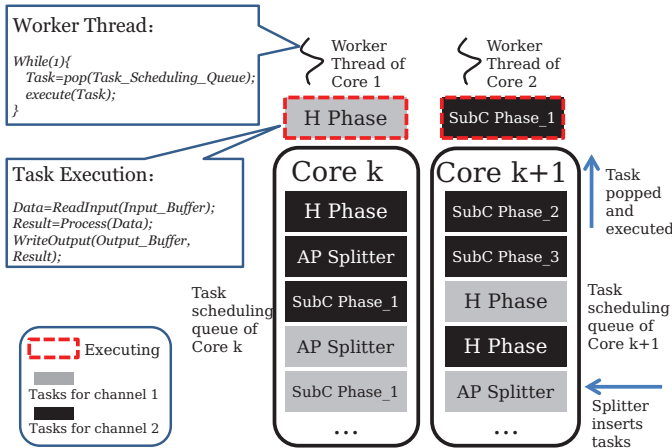 Worker Thread:
While(1){
Task=pop(Task_Scheduling_Queue);
execute(Task);
}
Task Execution:
Data=ReadInput(Input_Buffer);
Result=Process(Data);
WriteOutput(Output_Buffer,
Result);
Executing
Tasks for channel 1
Tasks for channel 2
Worker
Thread of
Core 1
H Phase
Core k
H Phase
AP Splitter
SubC Phase_1
AP Splitter
SubC Phase_1
...
Task
scheduling
queue of
Core k
Worker
Thread of
Core 2
SubC Phase_1
Core k+1
SubC Phase_2
SubC Phase_3
H Phase
H Phase
AP Splitter
...
Task
popped
and
executed
Task
scheduling
queue of
Core k+1
Splitter
inserts
tasks